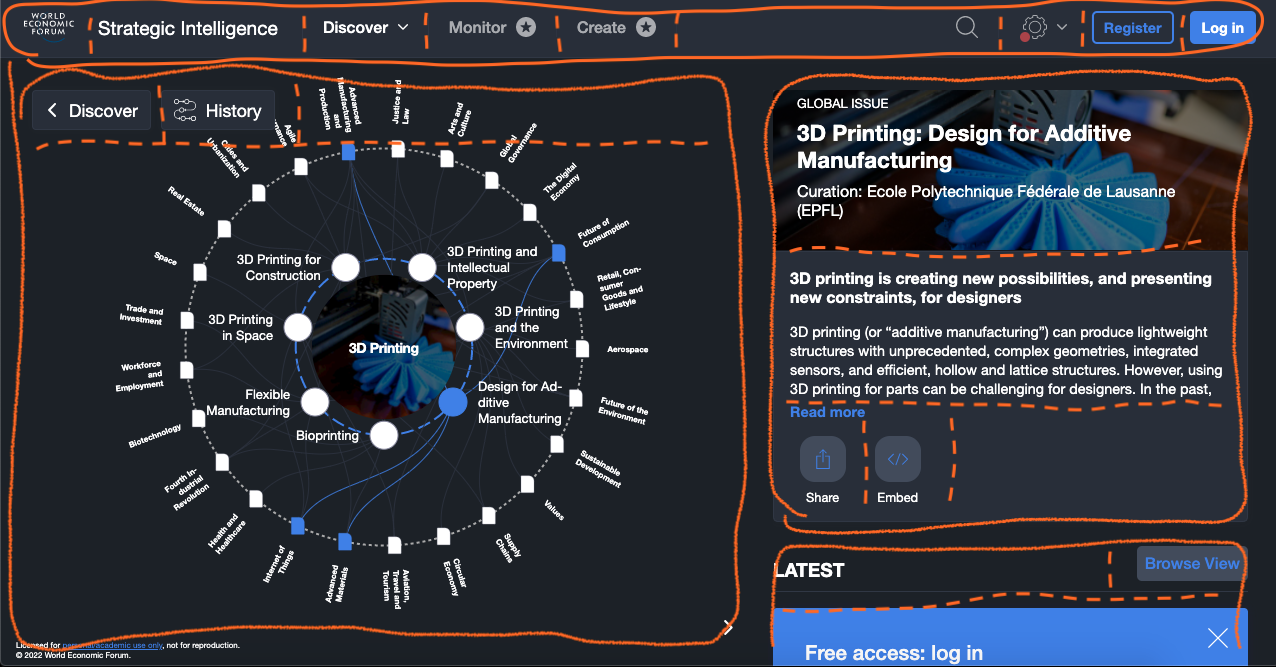 WORLD
ECONOMIC
FORUM
Strategic Intelligence
Discover
Monitor
Create
Register
Log in
Discover
History
Advanced
Manufacturing
and
Production
Justice and
Law
Arts and
Culture
Global
Governance
The Digital
Economy
Future of
Consumption
Retail, Con-
sumer
Goods and
Lifestyle
Aerospace
Future of the
Environment
Sustainable
Development
Values
Supply
Chains
Circular
Economy
Aviation,
Travel and
Tourism
Advanced
Materials
Internet of
Things
Health and
Healthcare
Fourth In-
dustrial
Revolution
Biotechnology
Workforce
and
Employment
Trade and
Investment
Space
Real Estate
Cities and
Urbanization
Agile
3D Printing for
Construction
3D Printing and
Intellectual
Property
3D Printing
in Space
3D Printing
and the
Environment
3D Printing
Flexible
Manufacturing
Design for Ad-
ditive
Manufacturing
Bioprinting
Licensed for personal/academic use only, not for reproduction.
© 2022 World Economic Forum.
GLOBAL ISSUE
3D Printing: Design for Additive
Manufacturing
Curation: Ecole Polytechnique Fédérale de Lausanne
(EPFL)
3D printing is creating new possibilities, and presenting
new constraints, for designers
3D printing (or “additive manufacturing”) can produce lightweight
structures with unprecedented, complex geometries, integrated
sensors, and efficient, hollow and lattice structures. However, using
3D printing for parts can be challenging for designers. In the past,
Read more
Share
Embed
LATEST
Browse View
Free access: log in